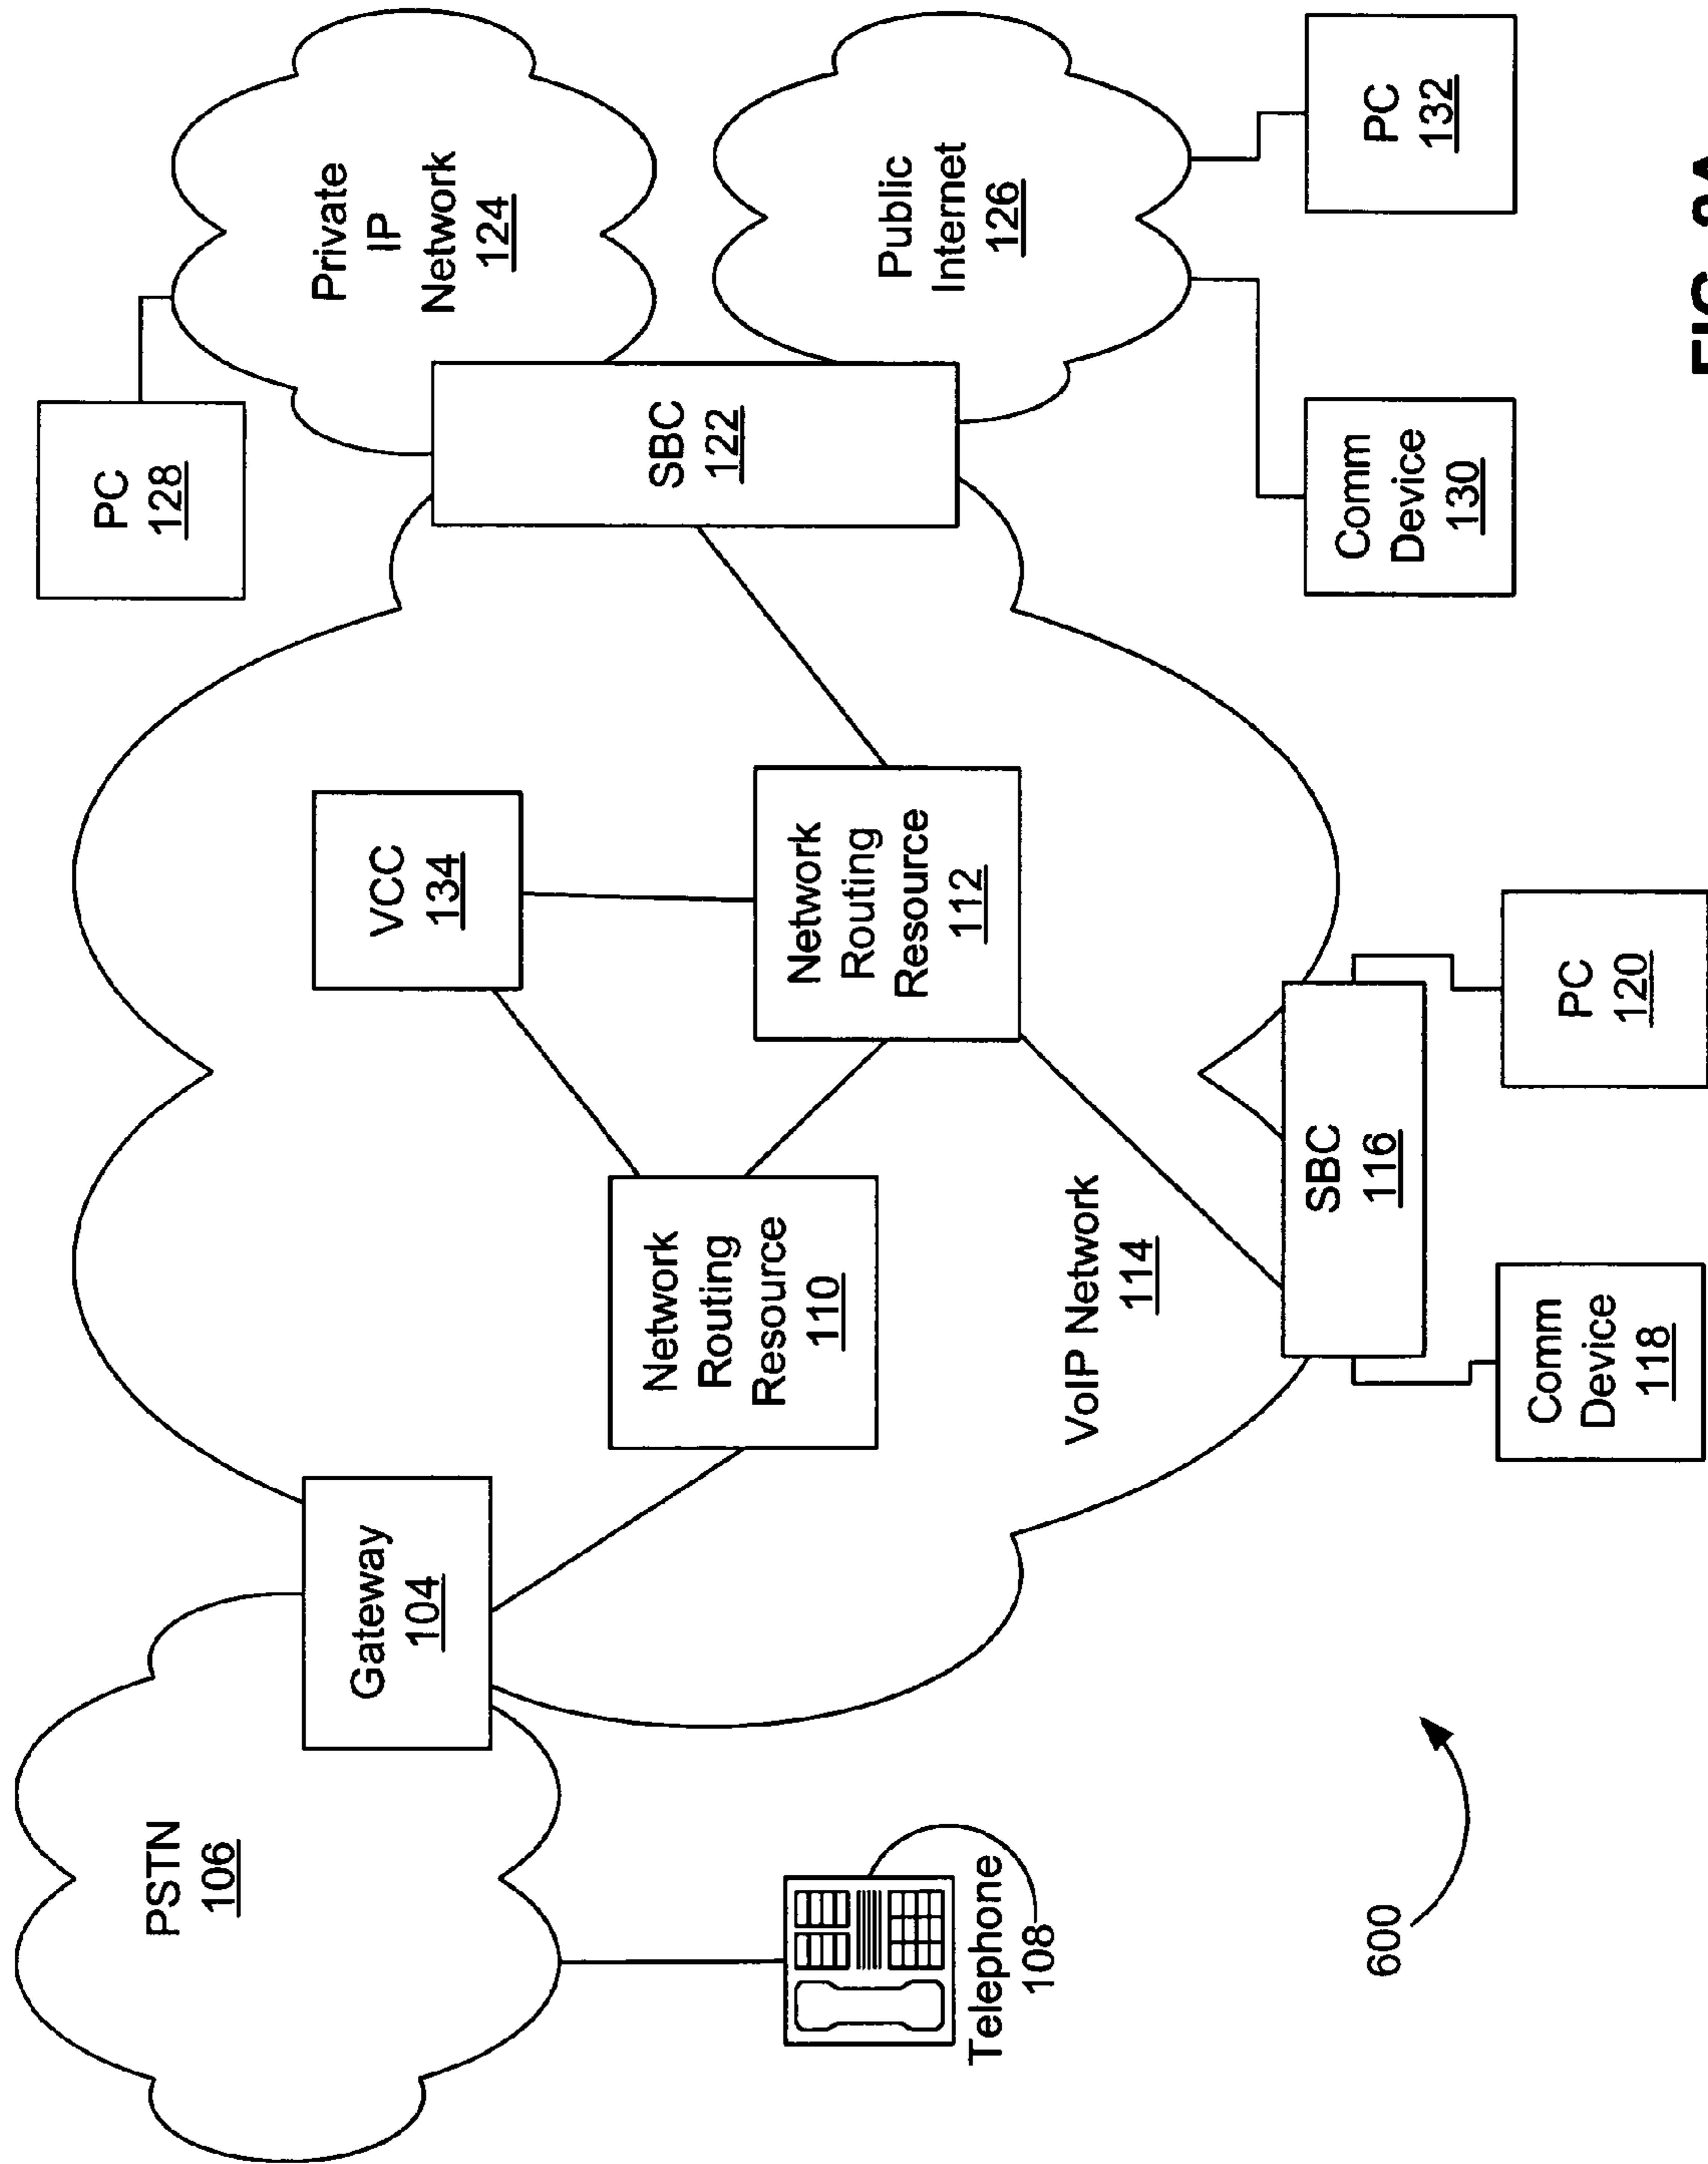 PC
128
PSTN
106
Private
IP
Network
124
Gateway
104
VCC
134
SBC
122
Network
Routing
Resource
110
Network
Routing
Resource
112
Public
Internet
126
Telephone
108
VoIP Network
114
SBC
116
Comm
Device
130
PC
132
600
Comm
Device
118
PC
120
FIG.